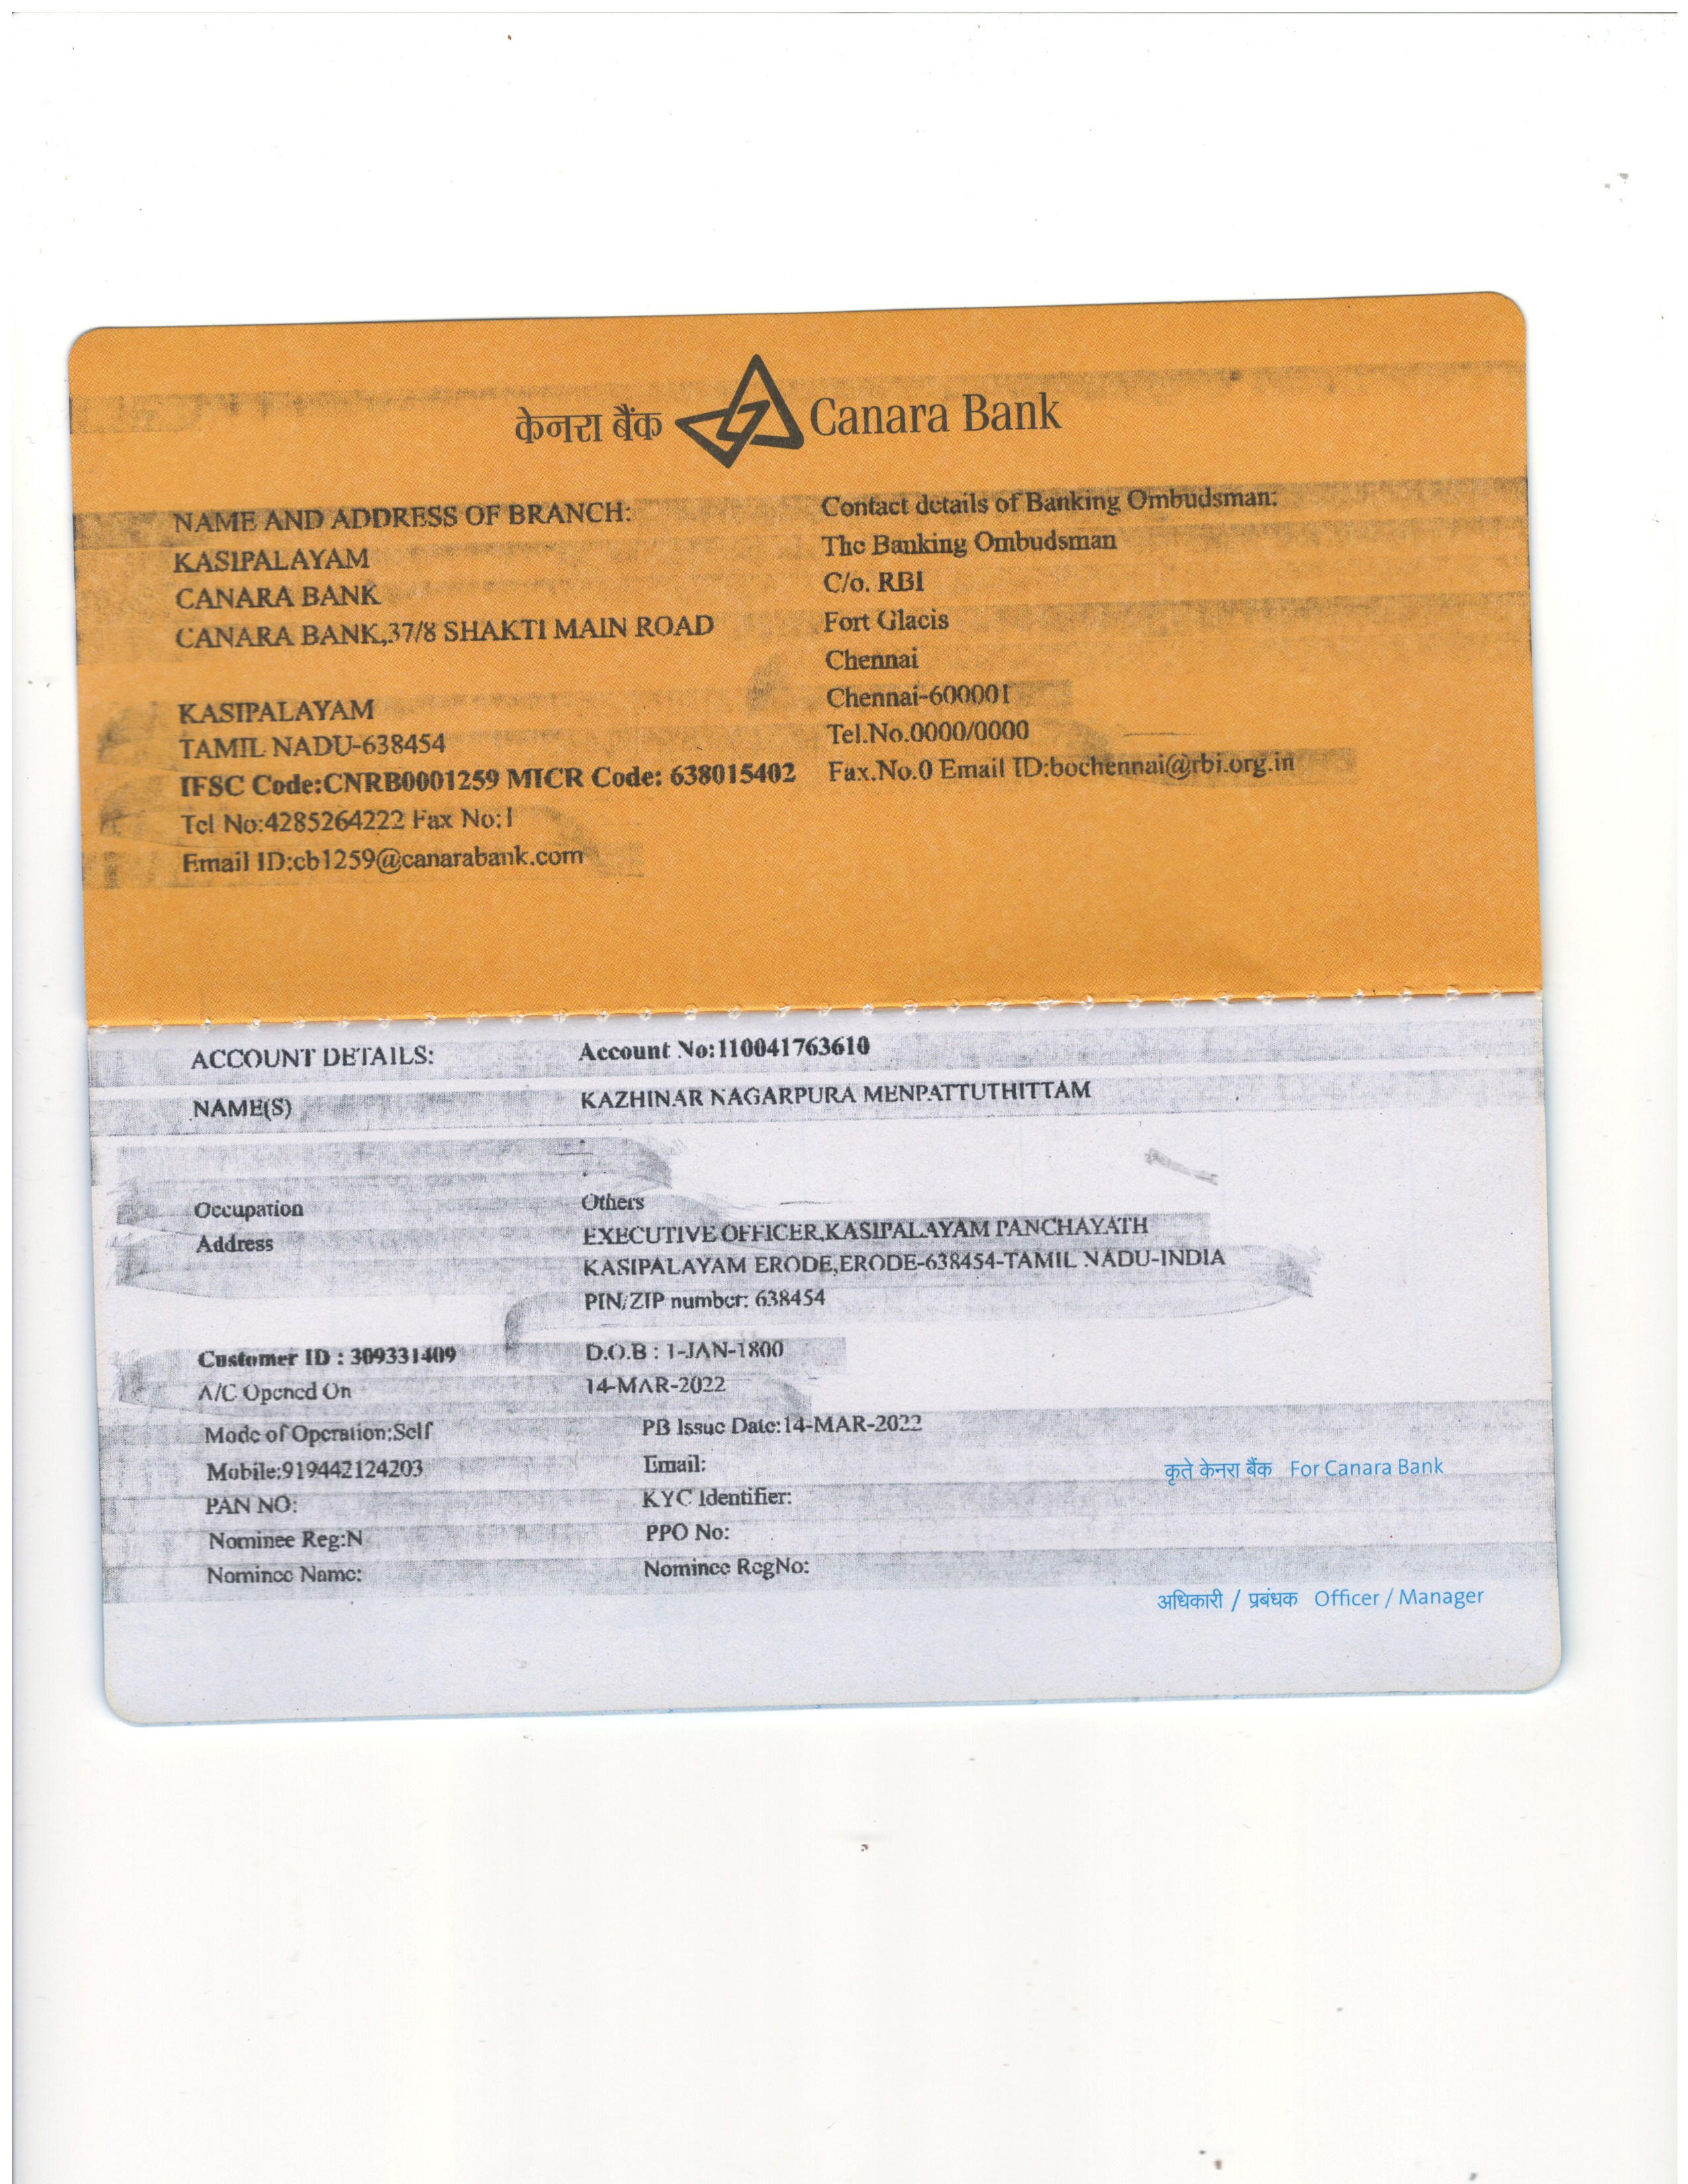 केनरा बैंक Canara Bank
NAME AND ADDRESS OF BRANCH:
KASIPALAYAM
CANARA BANK
CANARA BANK,37/8 SHAKTI MAIN ROAD
KASIPALAYAM
TAMIL NADU-638454
IFSC Code:CNRB0001259 MICR Code: 638015402
Tel No:4285264222 Fax No:1
Email ID:cb1259@canarabank.com
Contact details of Banking Ombudsman:
The Banking Ombudsman
C/o. RBI
Fort Glacis
Chennai
Chennai-600001
Tel.No.0000/0000
Fax.No.0 Email ID:bochennai@rbi.org.in
ACCOUNT DETAILS: Account No:110041763610
NAME(S) KAZHINAR NAGARPURA MENPATTUTHITTAM
Occupation Others
Address EXECUTIVE OFFICER,KASIPALAYAM PANCHAYATH
KASIPALAYAM ERODE,ERODE-638454-TAMIL NADU-INDIA
PIN/ZIP number: 638454
Customer ID : 309331409 D.O.B : 1-JAN-1800
A/C Opened On 14-MAR-2022
Mode of Operation:Self PB Issue Date:14-MAR-2022
Mobile:919442124203 Email:
PAN NO: KYC Identifier:
Nominee Reg:N PPO No:
Nominee Name: Nominee RegNo:
कृते केनरा बैंक For Canara Bank
अधिकारी / प्रबंधक Officer / Manager